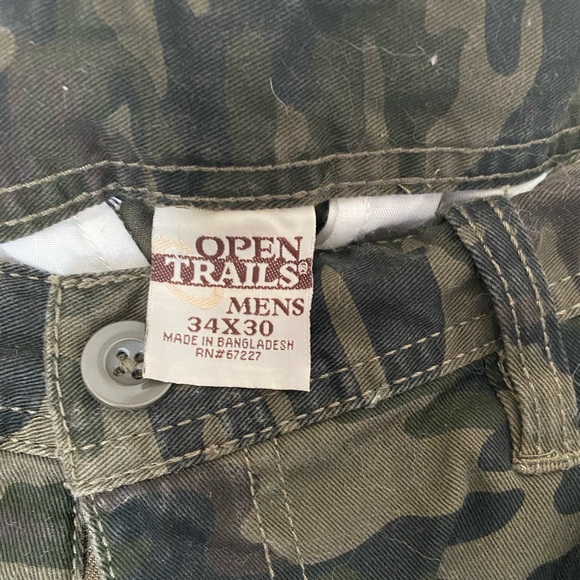 OPEN
TRAILS®
MENS
34X30
MADE IN BANGLADESH
RN#67227